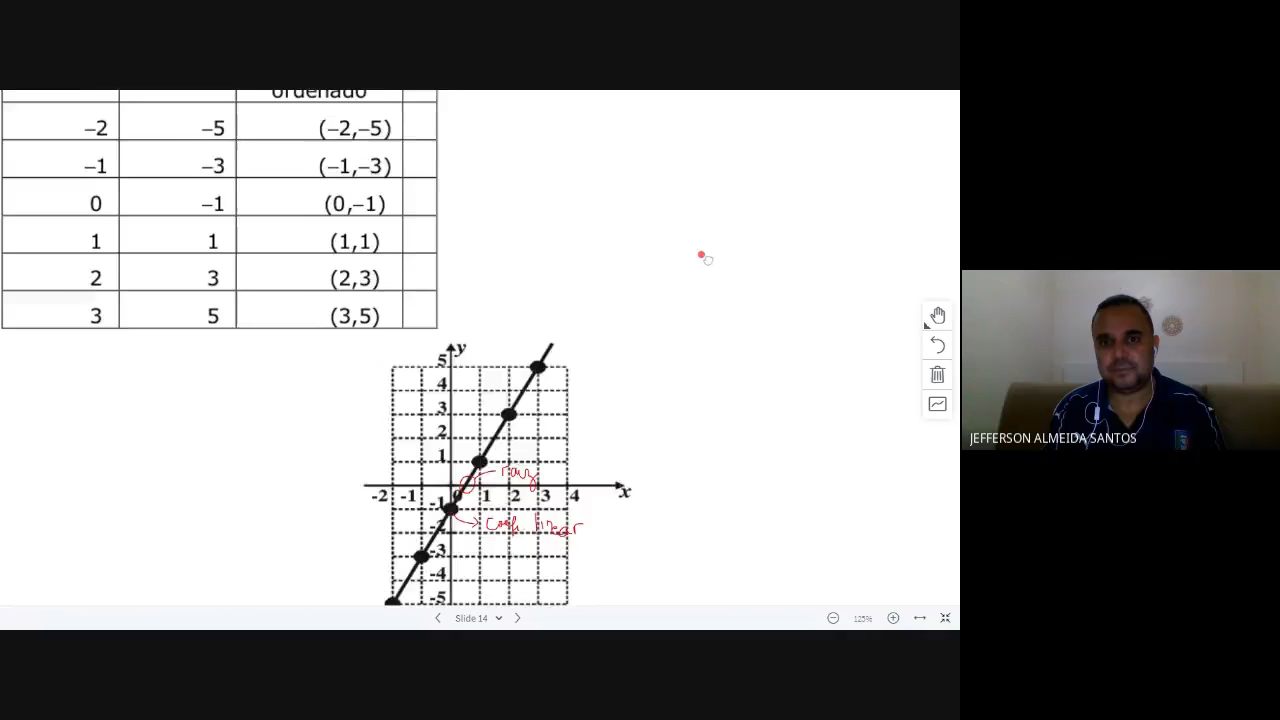 ordenado
–2 –5 (–2,–5)
–1 –3 (–1,–3)
0 –1 (0,–1)
1 1 (1,1)
2 3 (2,3)
3 5 (3,5)
y
5
4
3
2
1
raiz
-2 -1 0 1 2 3 4 x
-1
coef. linear
-2
-3
-4
-5
JEFFERSON ALMEIDA SANTOS
Slide 14
125%